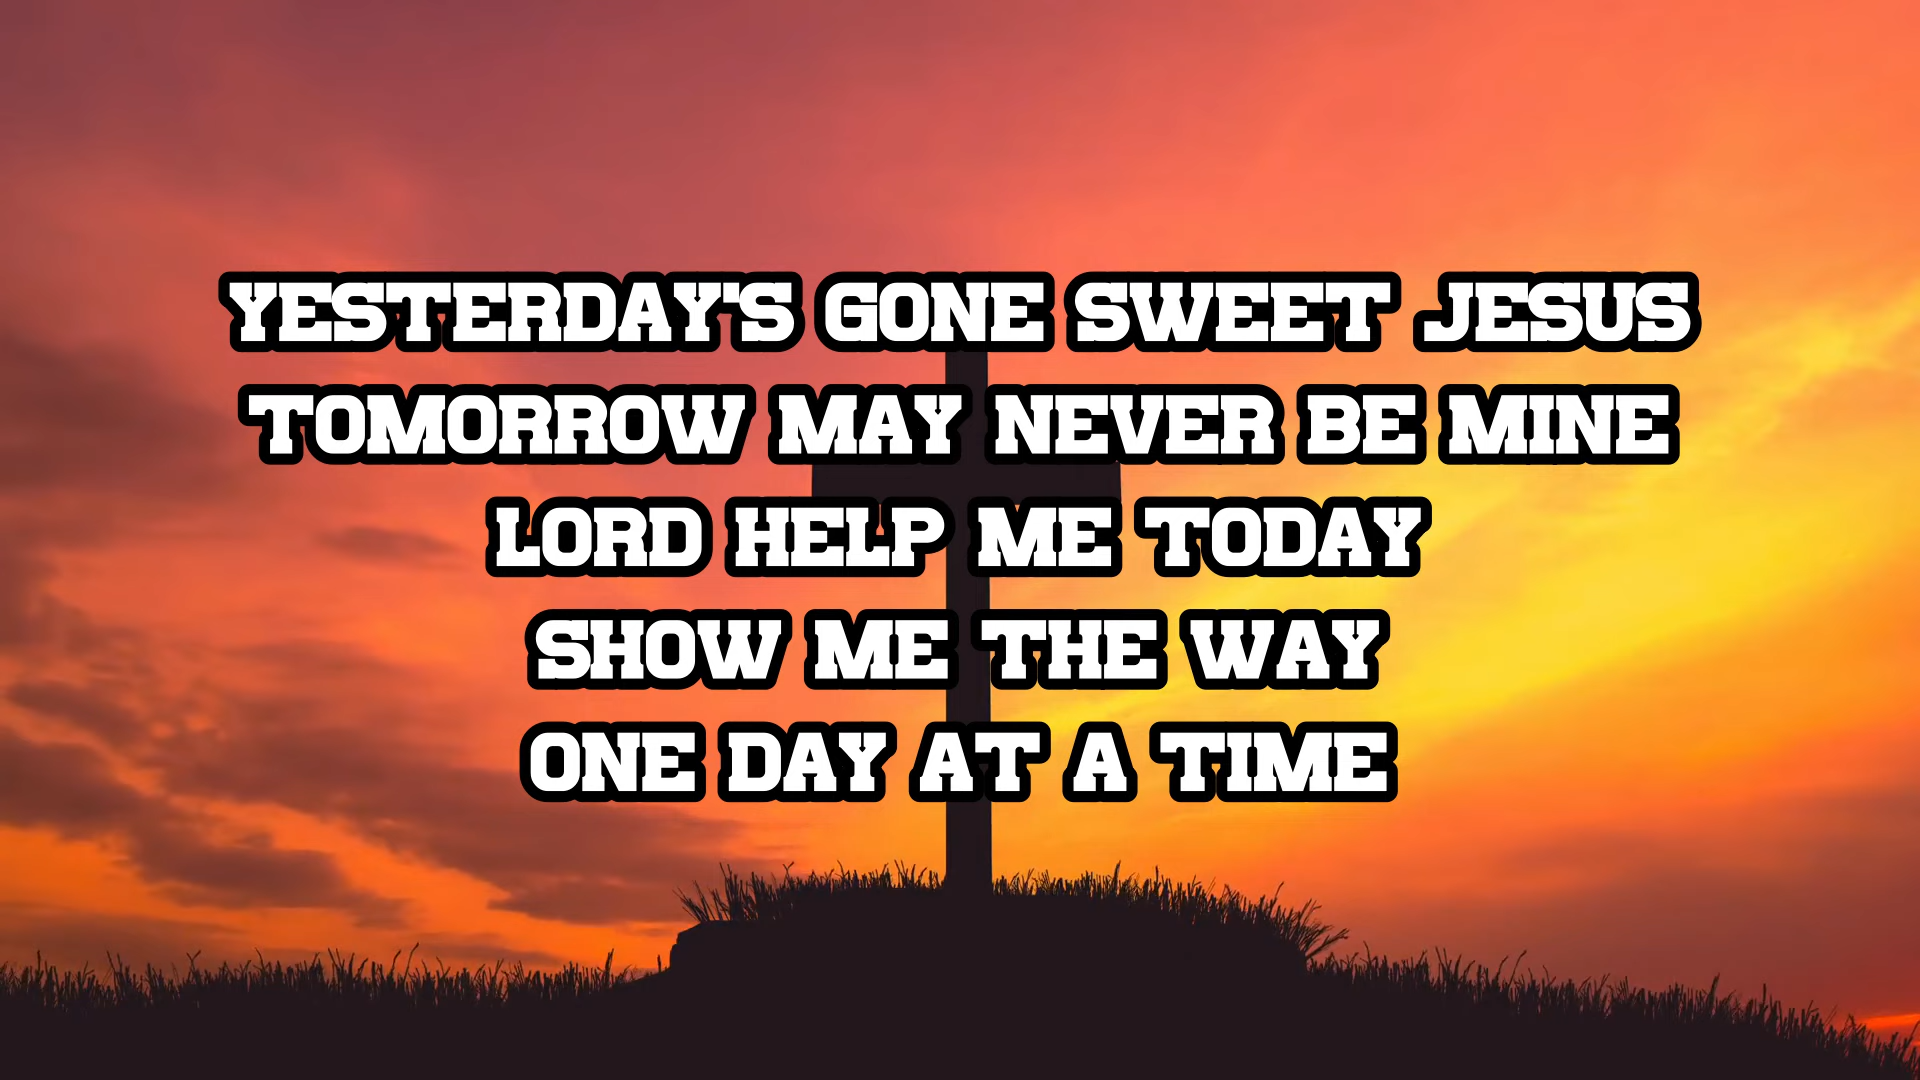 YESTERDAY'S GONE SWEET JESUS
TOMORROW MAY NEVER BE MINE
LORD HELP ME TODAY
SHOW ME THE WAY
ONE DAY AT A TIME